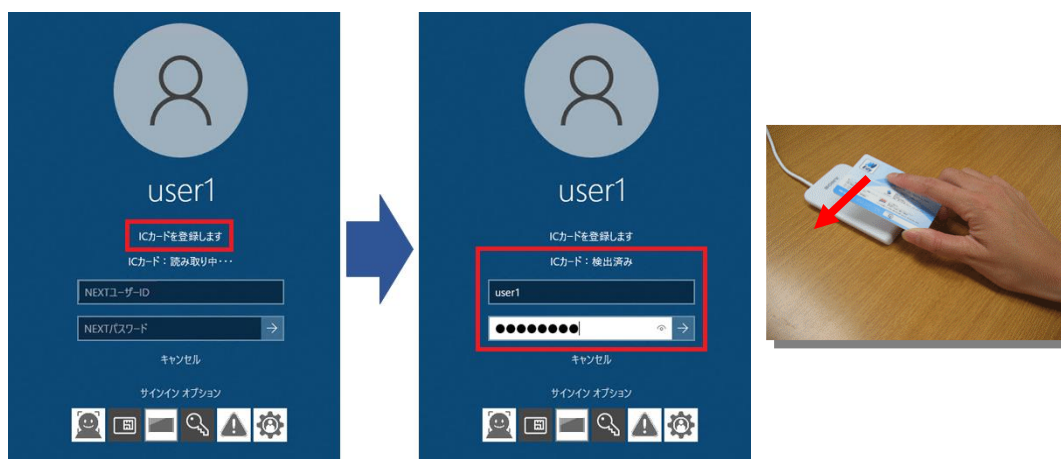 user1
ICカードを登録します
ICカード：読み取り中･･･
NEXTユーザーID
NEXTパスワード
キャンセル
サインイン オプション
user1
ICカードを登録します
ICカード：検出済み
user1
キャンセル
サインイン オプション